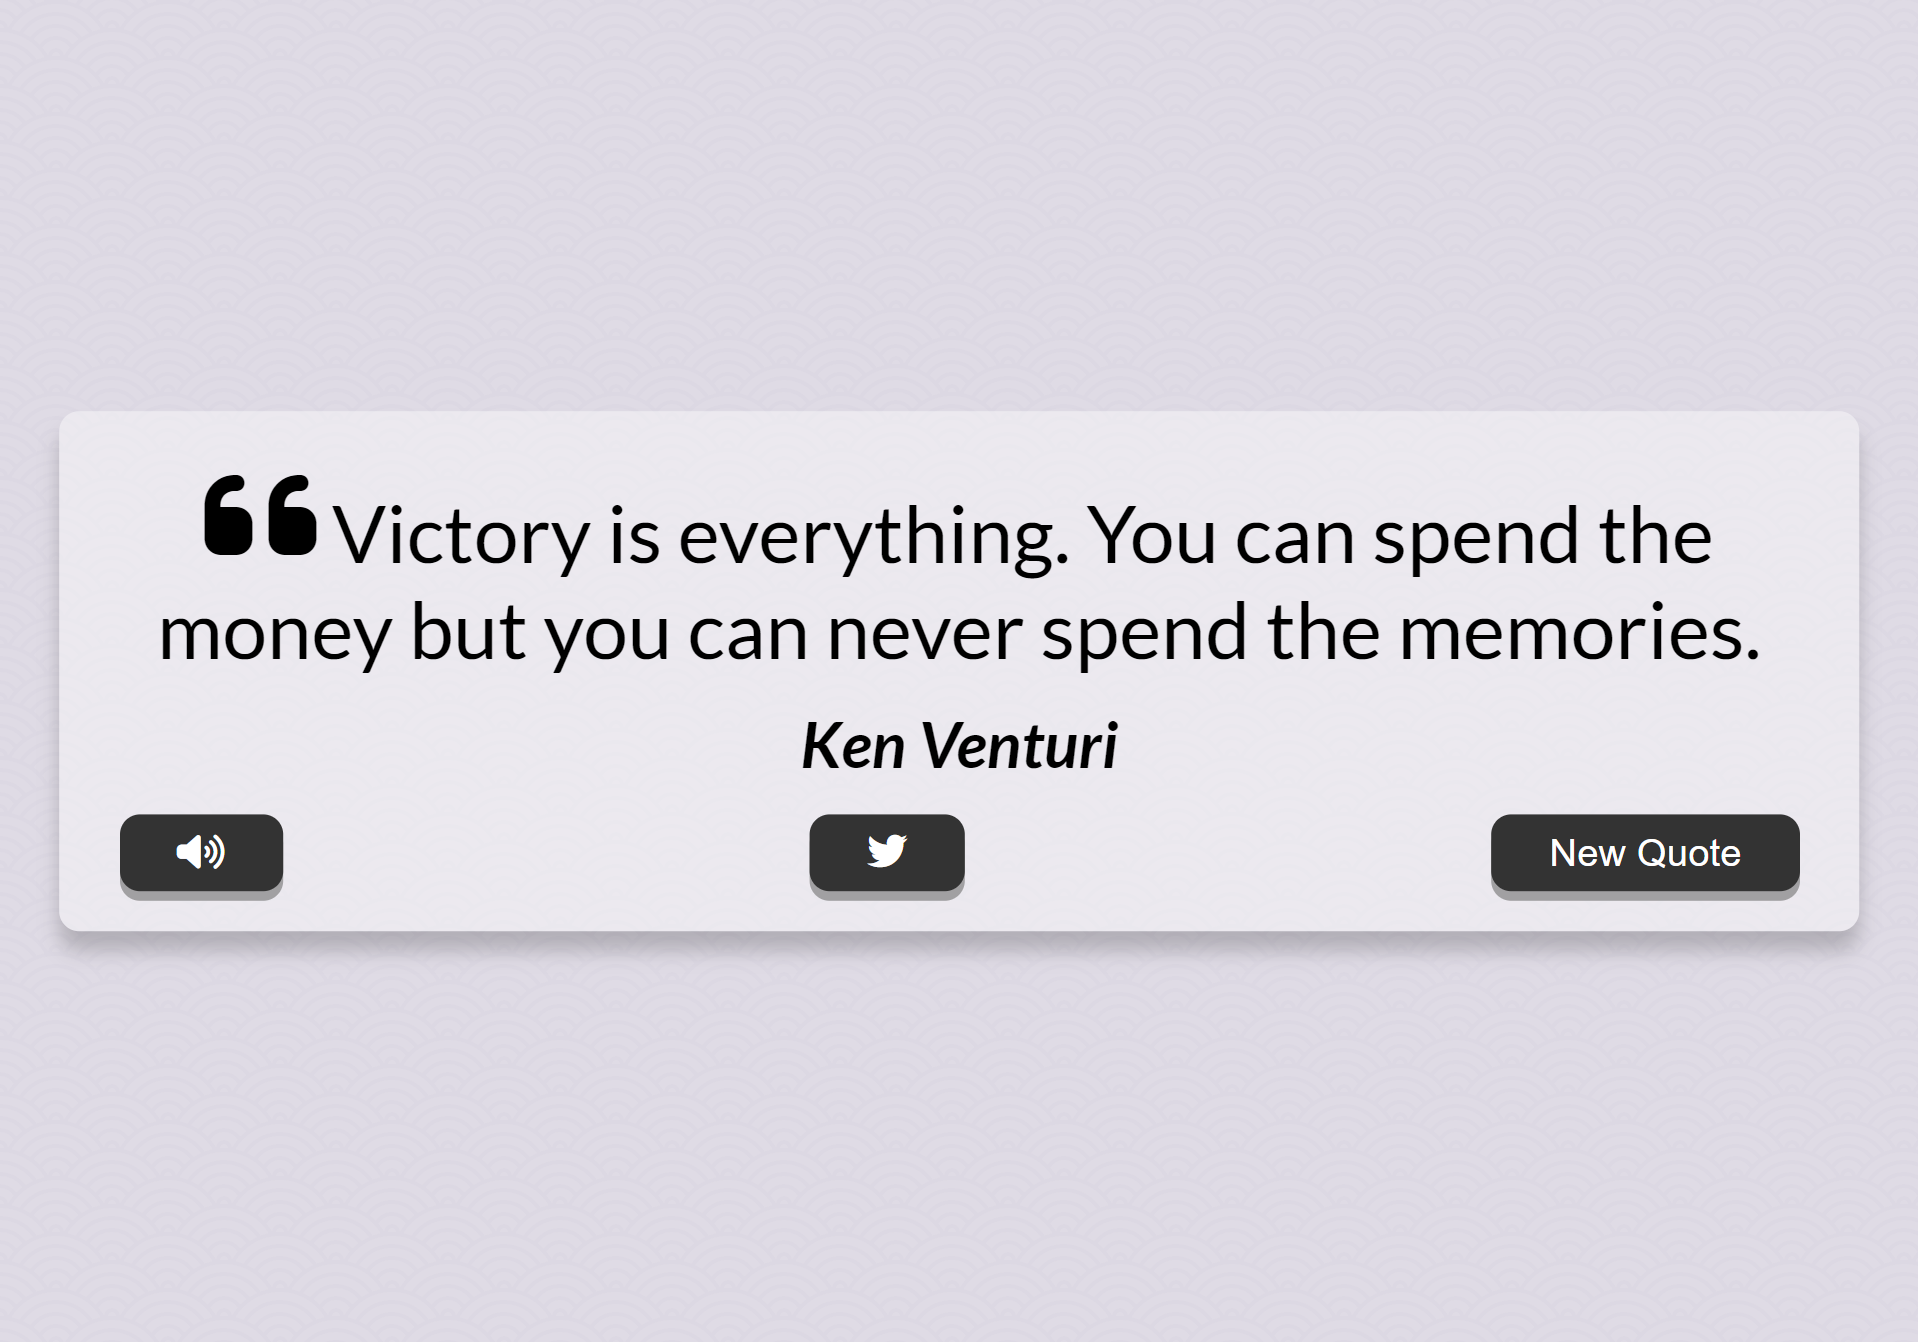 ❝ Victory is everything. You can spend the
money but you can never spend the memories.
Ken Venturi
New Quote